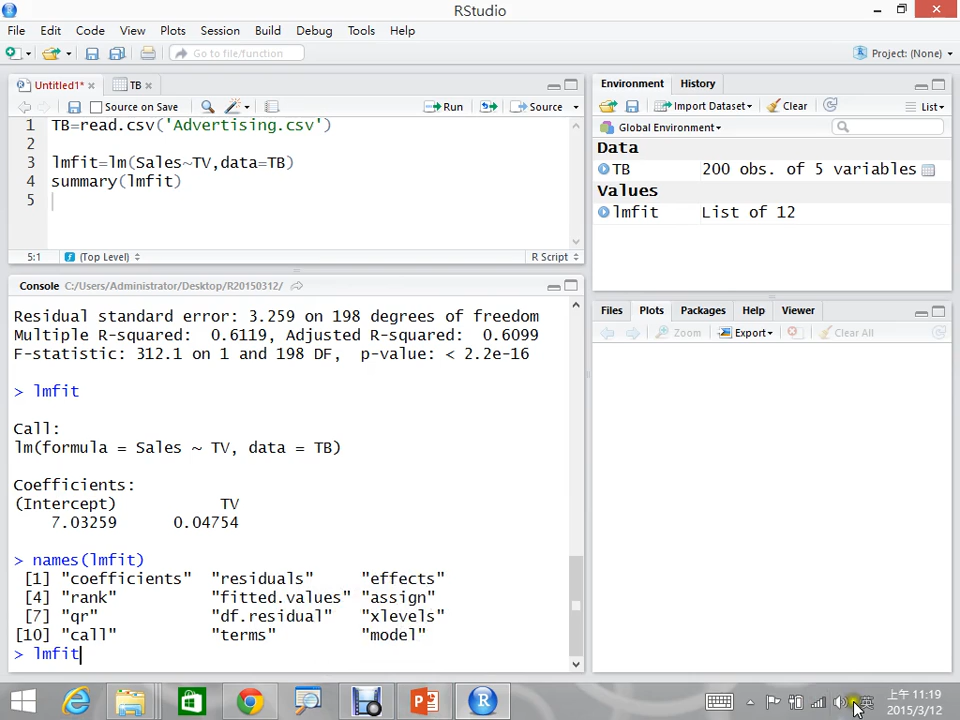 RStudio
File Edit Code View Plots Session Build Debug Tools Help
Go to file/function Project: (None)
Untitled1* TB
Source on Save Run Source
1 TB=read.csv('Advertising.csv')
2
3 lmfit=lm(Sales~TV,data=TB)
4 summary(lmfit)
5
5:1 (Top Level) R Script
Console C:/Users/Administrator/Desktop/R20150312/
Residual standard error: 3.259 on 198 degrees of freedom
Multiple R-squared:  0.6119, Adjusted R-squared:  0.6099
F-statistic: 312.1 on 1 and 198 DF,  p-value: < 2.2e-16
> lmfit
Call:
lm(formula = Sales ~ TV, data = TB)
Coefficients:
(Intercept)           TV
    7.03259      0.04754
> names(lmfit)
 [1] "coefficients"  "residuals"     "effects"
 [4] "rank"          "fitted.values" "assign"
 [7] "qr"            "df.residual"   "xlevels"
[10] "call"          "terms"         "model"
> lmfit
Environment History
Import Dataset Clear List
Global Environment
Data
TB 200 obs. of 5 variables
Values
lmfit List of 12
Files Plots Packages Help Viewer
Zoom Export Clear All
英
上午 11:19
2015/3/12